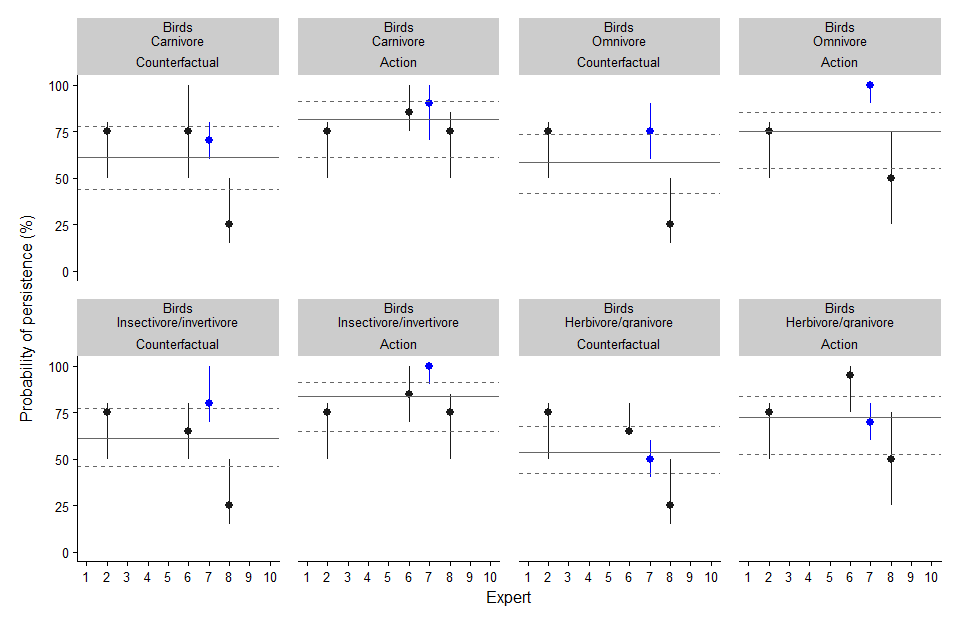 Birds
Carnivore
Counterfactual
Birds
Carnivore
Action
Birds
Omnivore
Counterfactual
Birds
Omnivore
Action
100
75
50
25
0
Probability of persistence (%)
Birds
Insectivore/invertivore
Counterfactual
Birds
Insectivore/invertivore
Action
Birds
Herbivore/granivore
Counterfactual
Birds
Herbivore/granivore
Action
100
75
50
25
0
1 2 3 4 5 6 7 8 9 10
1 2 3 4 5 6 7 8 9 10
1 2 3 4 5 6 7 8 9 10
1 2 3 4 5 6 7 8 9 10
Expert